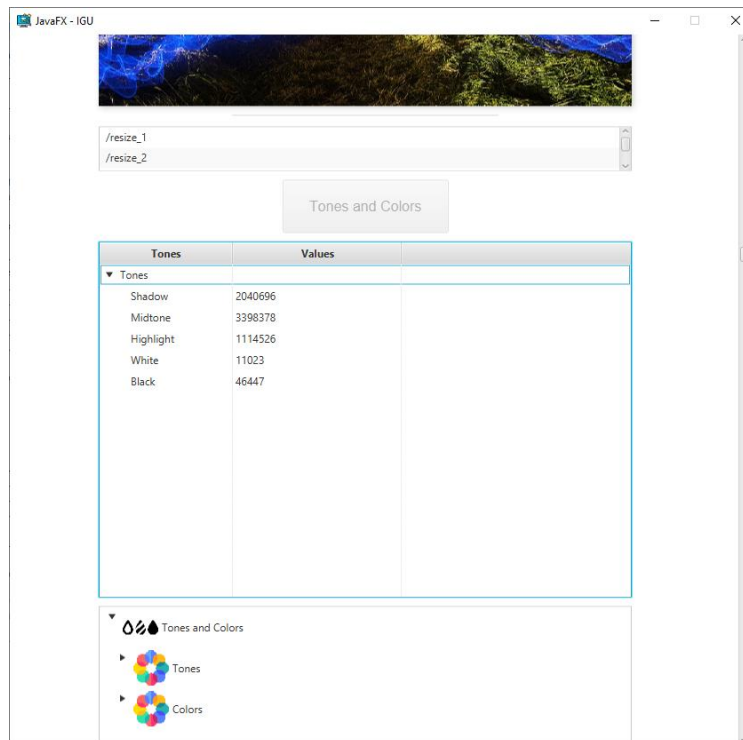 JavaFX - IGU
/resize_1
/resize_2
Tones and Colors
Tones Values
Tones
Shadow 2040696
Midtone 3398378
Highlight 1114526
White 11023
Black 46447
Tones and Colors
Tones
Colors